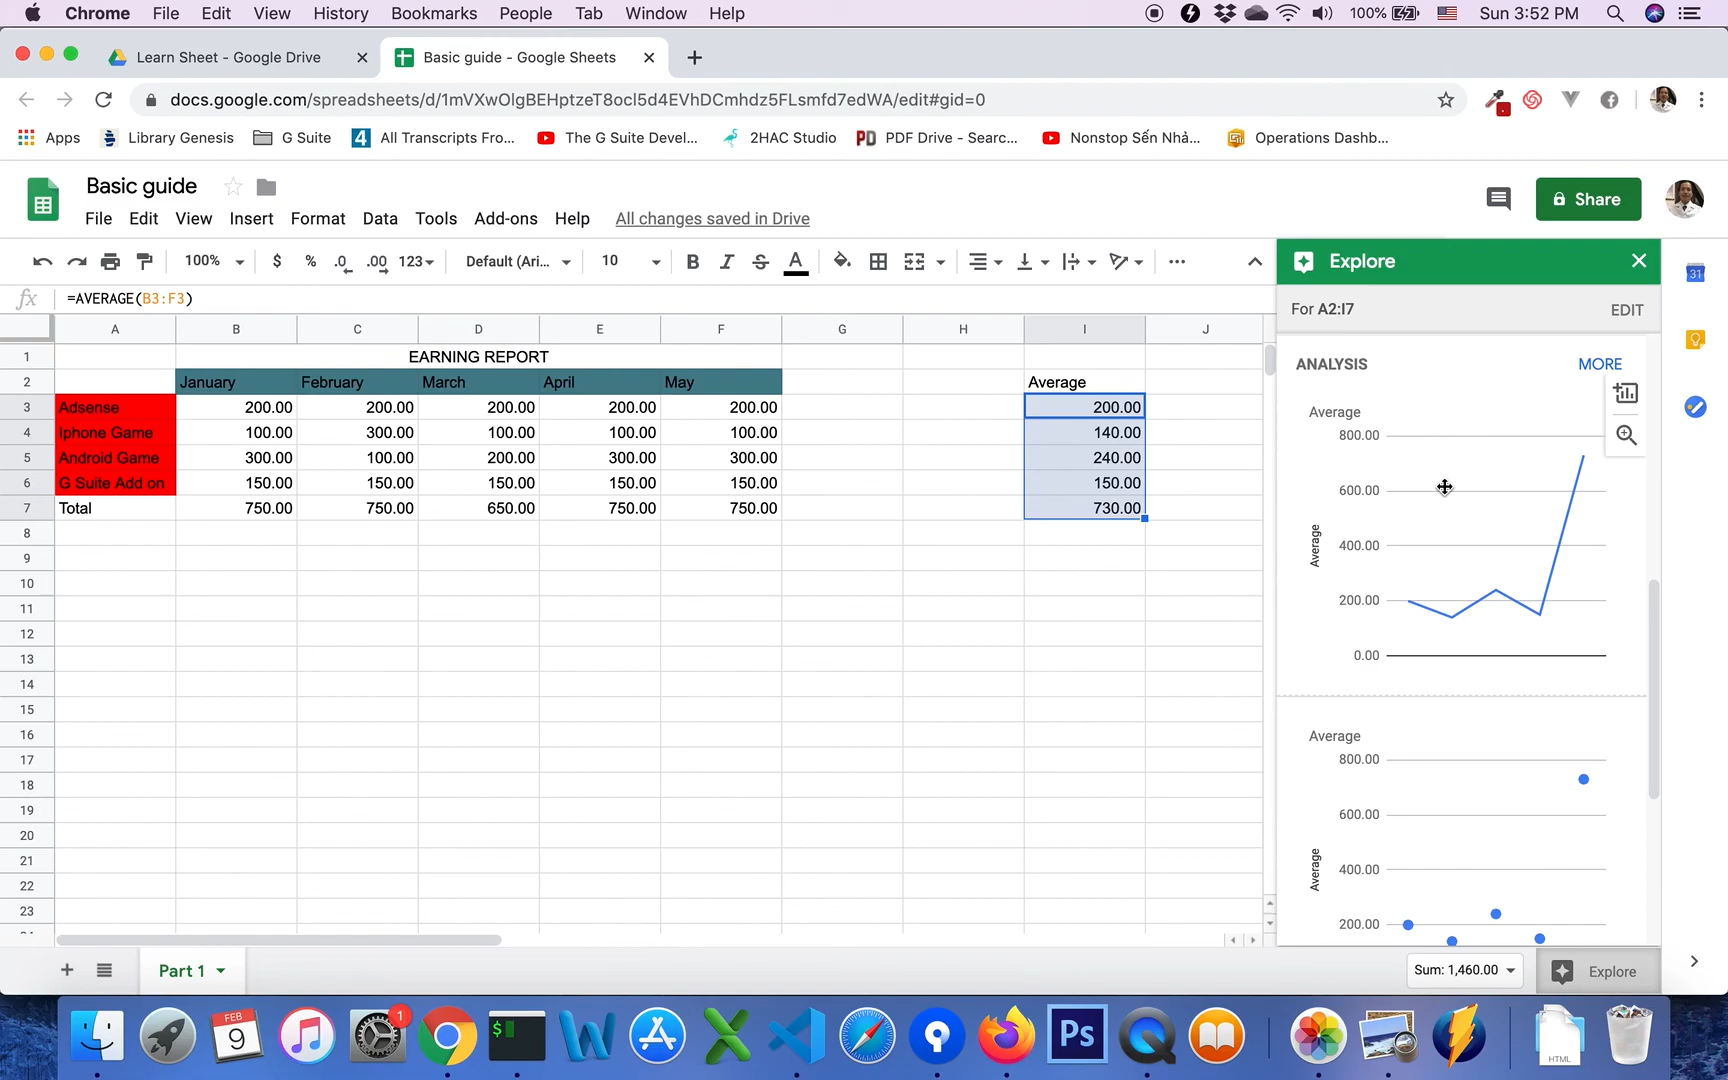 Chrome File Edit View History Bookmarks People Tab Window Help 100% Sun 3:52 PM
Learn Sheet - Google Drive Basic guide - Google Sheets
docs.google.com/spreadsheets/d/1mVXwOlgBEHptzeT8ocl5d4EVhDCmhdz5FLsmfd7edWA/edit#gid=0
Apps Library Genesis G Suite 4 All Transcripts Fro... The G Suite Devel... 2HAC Studio PD PDF Drive - Searc... Nonstop Sến Nhả... Operations Dashb...
Basic guide
Share
File Edit View Insert Format Data Tools Add-ons Help All changes saved in Drive
100% $ % .0 .00 123 Default (Ari... 10 B I S A ...
Explore
31
fx =AVERAGE(B3:F3)
For A2:I7 EDIT
A B C D E F G H I J
1 EARNING REPORT
2 January February March April May Average
3 Adsense 200.00 200.00 200.00 200.00 200.00 200.00
4 Iphone Game 100.00 300.00 100.00 100.00 100.00 140.00
5 Android Game 300.00 100.00 200.00 300.00 300.00 240.00
6 G Suite Add on 150.00 150.00 150.00 150.00 150.00 150.00
7 Total 750.00 750.00 650.00 750.00 750.00 730.00
8
9
10
11
12
13
14
15
16
17
18
19
20
21
22
23
ANALYSIS MORE
Average
800.00
600.00
400.00
200.00
0.00
Average
Average
800.00
600.00
400.00
200.00
Average
Part 1
Sum: 1,460.00 Explore
FEB
9
1
$
Ps
HTML